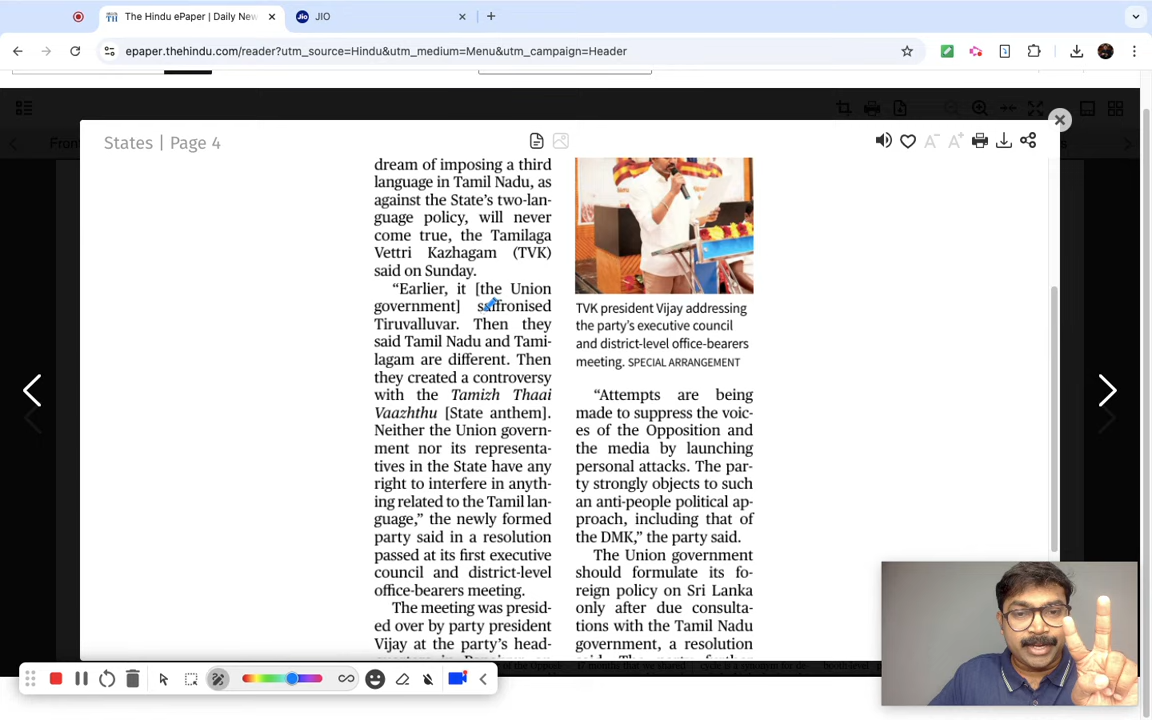 The Hindu ePaper | Daily New
JIO
epaper.thehindu.com/reader?utm_source=Hindu&utm_medium=Menu&utm_campaign=Header
States | Page 4
dream of imposing a third
language in Tamil Nadu, as
against the State's two-lan-
guage policy, will never
come true, the Tamilaga
Vettri Kazhagam (TVK)
said on Sunday.
"Earlier, it [the Union
government] saffronised
Tiruvalluvar. Then they
said Tamil Nadu and Tami-
lagam are different. Then
they created a controversy
with the Tamizh Thaai
Vaazhthu [State anthem].
Neither the Union govern-
ment nor its representa-
tives in the State have any
right to interfere in anyth-
ing related to the Tamil lan-
guage," the newly formed
party said in a resolution
passed at its first executive
council and district-level
office-bearers meeting.
The meeting was presid-
ed over by party president
Vijay at the party's head-
TVK president Vijay addressing
the party's executive council
and district-level office-bearers
meeting. SPECIAL ARRANGEMENT
"Attempts are being
made to suppress the voic-
es of the Opposition and
the media by launching
personal attacks. The par-
ty strongly objects to such
an anti-people political ap-
proach, including that of
the DMK," the party said.
The Union government
should formulate its fo-
reign policy on Sri Lanka
only after due consulta-
tions with the Tamil Nadu
government, a resolution